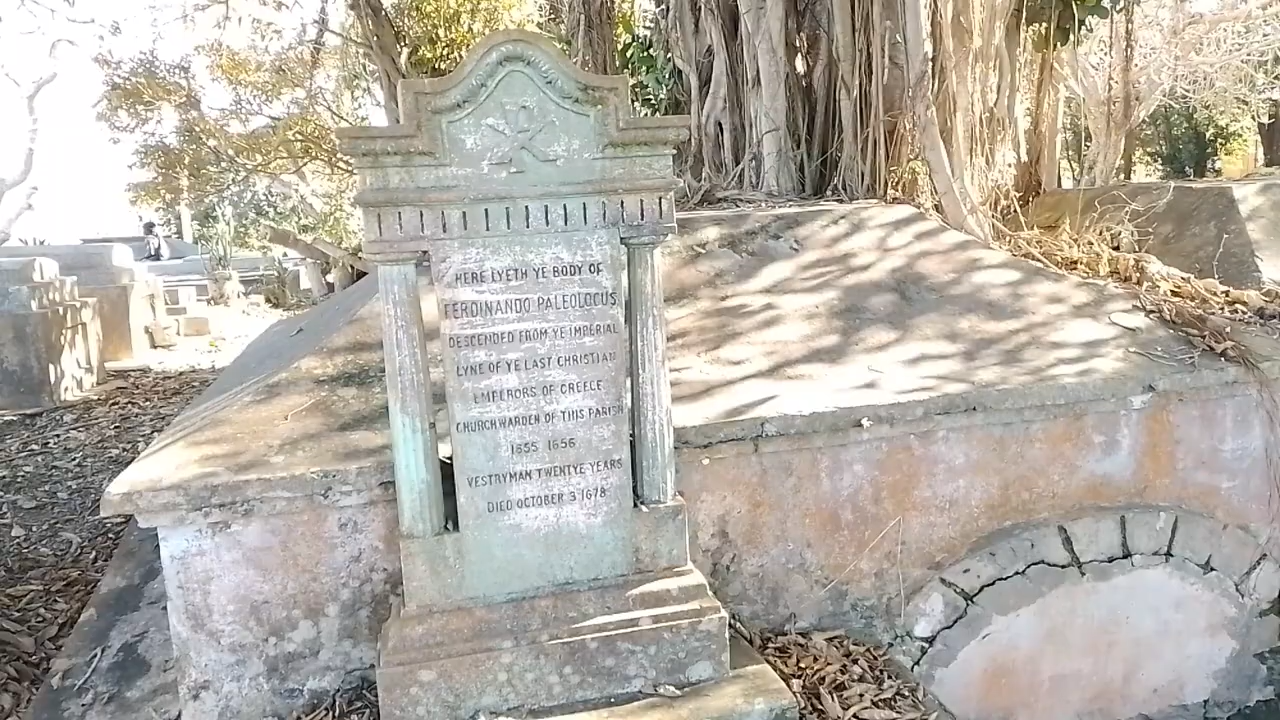 HERE LYETH YE BODY OF
FERDINANDO PALEOLOGUS
DESCENDED FROM YE IMPERIAL
LYNE OF YE LAST CHRISTIAN
EMPERORS OF GREECE
CHURCHWARDEN OF THIS PARISH
1655 1656
VESTRYMAN TWENTYE YEARS
DIED OCTOBER 3 1678